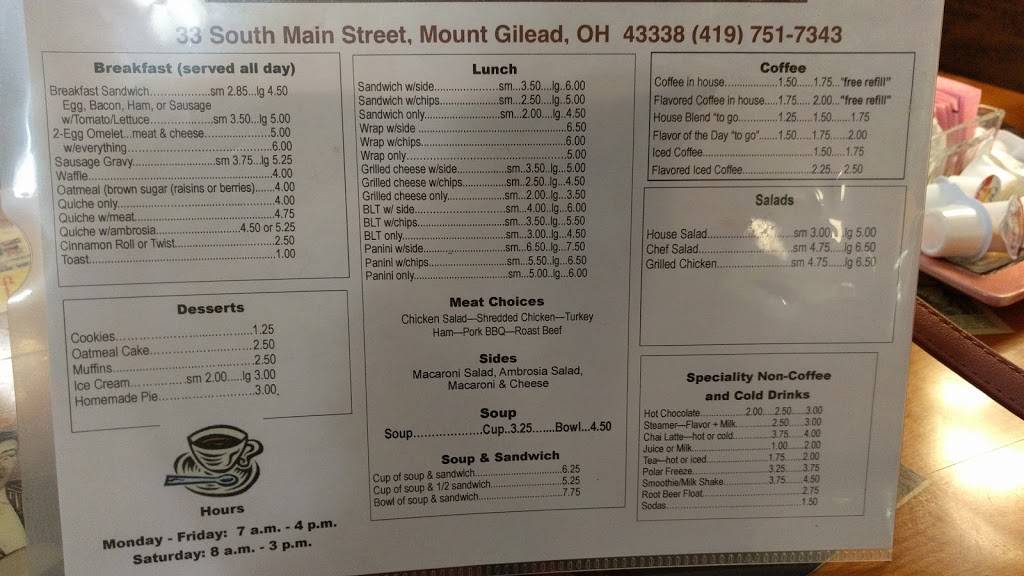 33 South Main Street, Mount Gilead, OH 43338 (419) 751-7343
Breakfast (served all day)
Breakfast Sandwich......................sm 2.85...lg 4.50
Egg, Bacon, Ham, or Sausage
w/Tomato/Lettuce......................sm 3.50...lg 5.00
2-Egg Omelet...meat & cheese......................5.00
w/everything......................6.00
Sausage Gravy......................sm 3.75...lg 5.25
Waffle......................4.00
Oatmeal (brown sugar (raisins or berries)......4.00
Quiche only......................4.00
Quiche w/meat......................4.75
Quiche w/ambrosia......................4.50 or 5.25
Cinnamon Roll or Twist......................2.50
Toast......................1.00
Desserts
Cookies......................1.25
Oatmeal Cake......................2.50
Muffins......................2.50
Ice Cream...............sm 2.00.....lg 3.00
Homemade Pie......................3.00
Hours
Monday - Friday: 7 a.m. - 4 p.m.
Saturday: 8 a.m. - 3 p.m.
Lunch
Sandwich w/side......................sm...3.50....lg..6.00
Sandwich w/chips......................sm...2.50...lg...5.00
Sandwich only......................sm...2.00...lg...4.50
Wrap w/side ......................6.50
Wrap w/chips......................6.00
Wrap only......................5.00
Grilled cheese w/side................sm...3.50..lg...5.00
Grilled cheese w/chips..............sm...2.50..lg...4.50
Grilled cheese only....................sm...2.00...lg...3.50
BLT w/ side......................sm...4.00...lg...6.00
BLT w/chips......................sm...3.50..lg...5.50
BLT only......................sm...3.00..lg...4.50
Panini w/side......................sm...6.50...lg...7.50
Panini w/chips......................sm...5.50..lg...6.50
Panini only......................sm...5.00...lg...6.00
Meat Choices
Chicken Salad—Shredded Chicken—Turkey
Ham—Pork BBQ—Roast Beef
Sides
Macaroni Salad, Ambrosia Salad,
Macaroni & Cheese
Soup
Soup..................Cup..3.25.......Bowl...4.50
Soup & Sandwich
Cup of soup & sandwich......................6.25
Cup of soup & 1/2 sandwich......................5.25
Bowl of soup & sandwich......................7.75
Coffee
Coffee in house..................1.50....1.75..."free refill"
Flavored Coffee in house.....1.75..... 2.00..."free refill"
House Blend "to go..............1.25.....1.50.......1.75
Flavor of the Day "to go"......1.50.....1.75.......2.00
Iced Coffee......................1.50....1.75
Flavored Iced Coffee......................2.25....2.50
Salads
House Salad......................sm 3.00.....lg 5.00
Chef Salad......................sm 4.75.....lg 6.50
Grilled Chicken......................sm 4.75......lg 6.50
Speciality Non-Coffee
and Cold Drinks
Hot Chocolate..............2.00....2.50.....3.00
Steamer—Flavor + Milk............2.50.....3.00
Chai Latte—hot or cold............3.75.....4.00
Juice or Milk......................1.00.....2.00
Tea—hot or iced......................1.75.....2.00
Polar Freeze......................3.25.....3.75
Smoothie/Milk Shake...............3.75.....4.50
Root Beer Float......................2.75
Sodas......................1.50